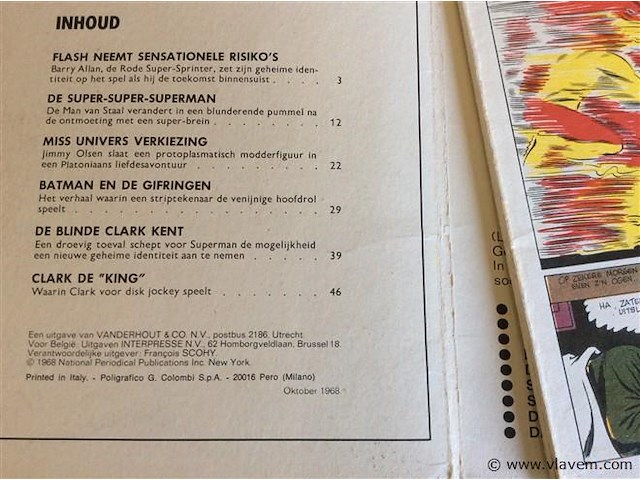 INHOUD
FLASH NEEMT SENSATIONELE RISIKO'S
Barry Allan, de Rode Super-Sprinter, zet zijn geheime iden-
titeit op het spel als hij de toekomst binnensuist . . . . 3
DE SUPER-SUPER-SUPERMAN
De Man van Staal verandert in een blunderende pummel na
de ontmoeting met een super-brein . . . . . . . . 12
MISS UNIVERS VERKIEZING
Jimmy Olsen slaat een protoplasmatisch modderfiguur in
een Platoniaans liefdesavontuur . . . . . . . . . 22
BATMAN EN DE GIFRINGEN
Het verhaal waarin een striptekenaar de venijnige hoofdrol
speelt . . . . . . . . . . . . . . . . . 29
DE BLINDE CLARK KENT
Een droevig toeval schept voor Superman de mogelijkheid
een nieuwe geheime identiteit aan te nemen . . . . . 39
CLARK DE "KING"
Waarin Clark voor disk jockey speelt . . . . . . . . 46
Een uitgave van VANDERHOUT & CO. N.V., postbus 2186, Utrecht.
Voor België: Uitgaven INTERPRESSE N.V., 62 Homborgveldlaan, Brussel 18.
Verantwoordelijke uitgever: François SCOHY.
© 1968 National Periodical Publications Inc. New York.
Printed in Italy. - Poligrafico G. Colombi S.p.A. - 20016 Pero (Milano)
Oktober 1968
OP ZEKERE MORGEN
EVEN Z'N OGEN
HA, ZATE
UITBL
(L
G
In
so
D
L
S
S
D
D
© www.vlavem.com